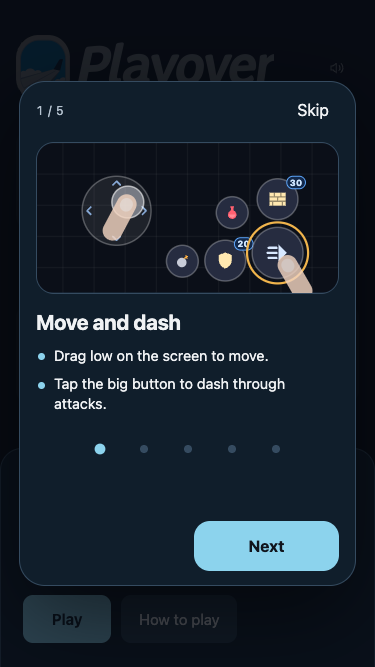 Playover
1 / 5
Skip
30
20
Move and dash
Drag low on the screen to move.
Tap the big button to dash through
attacks.
Next
Play
How to play